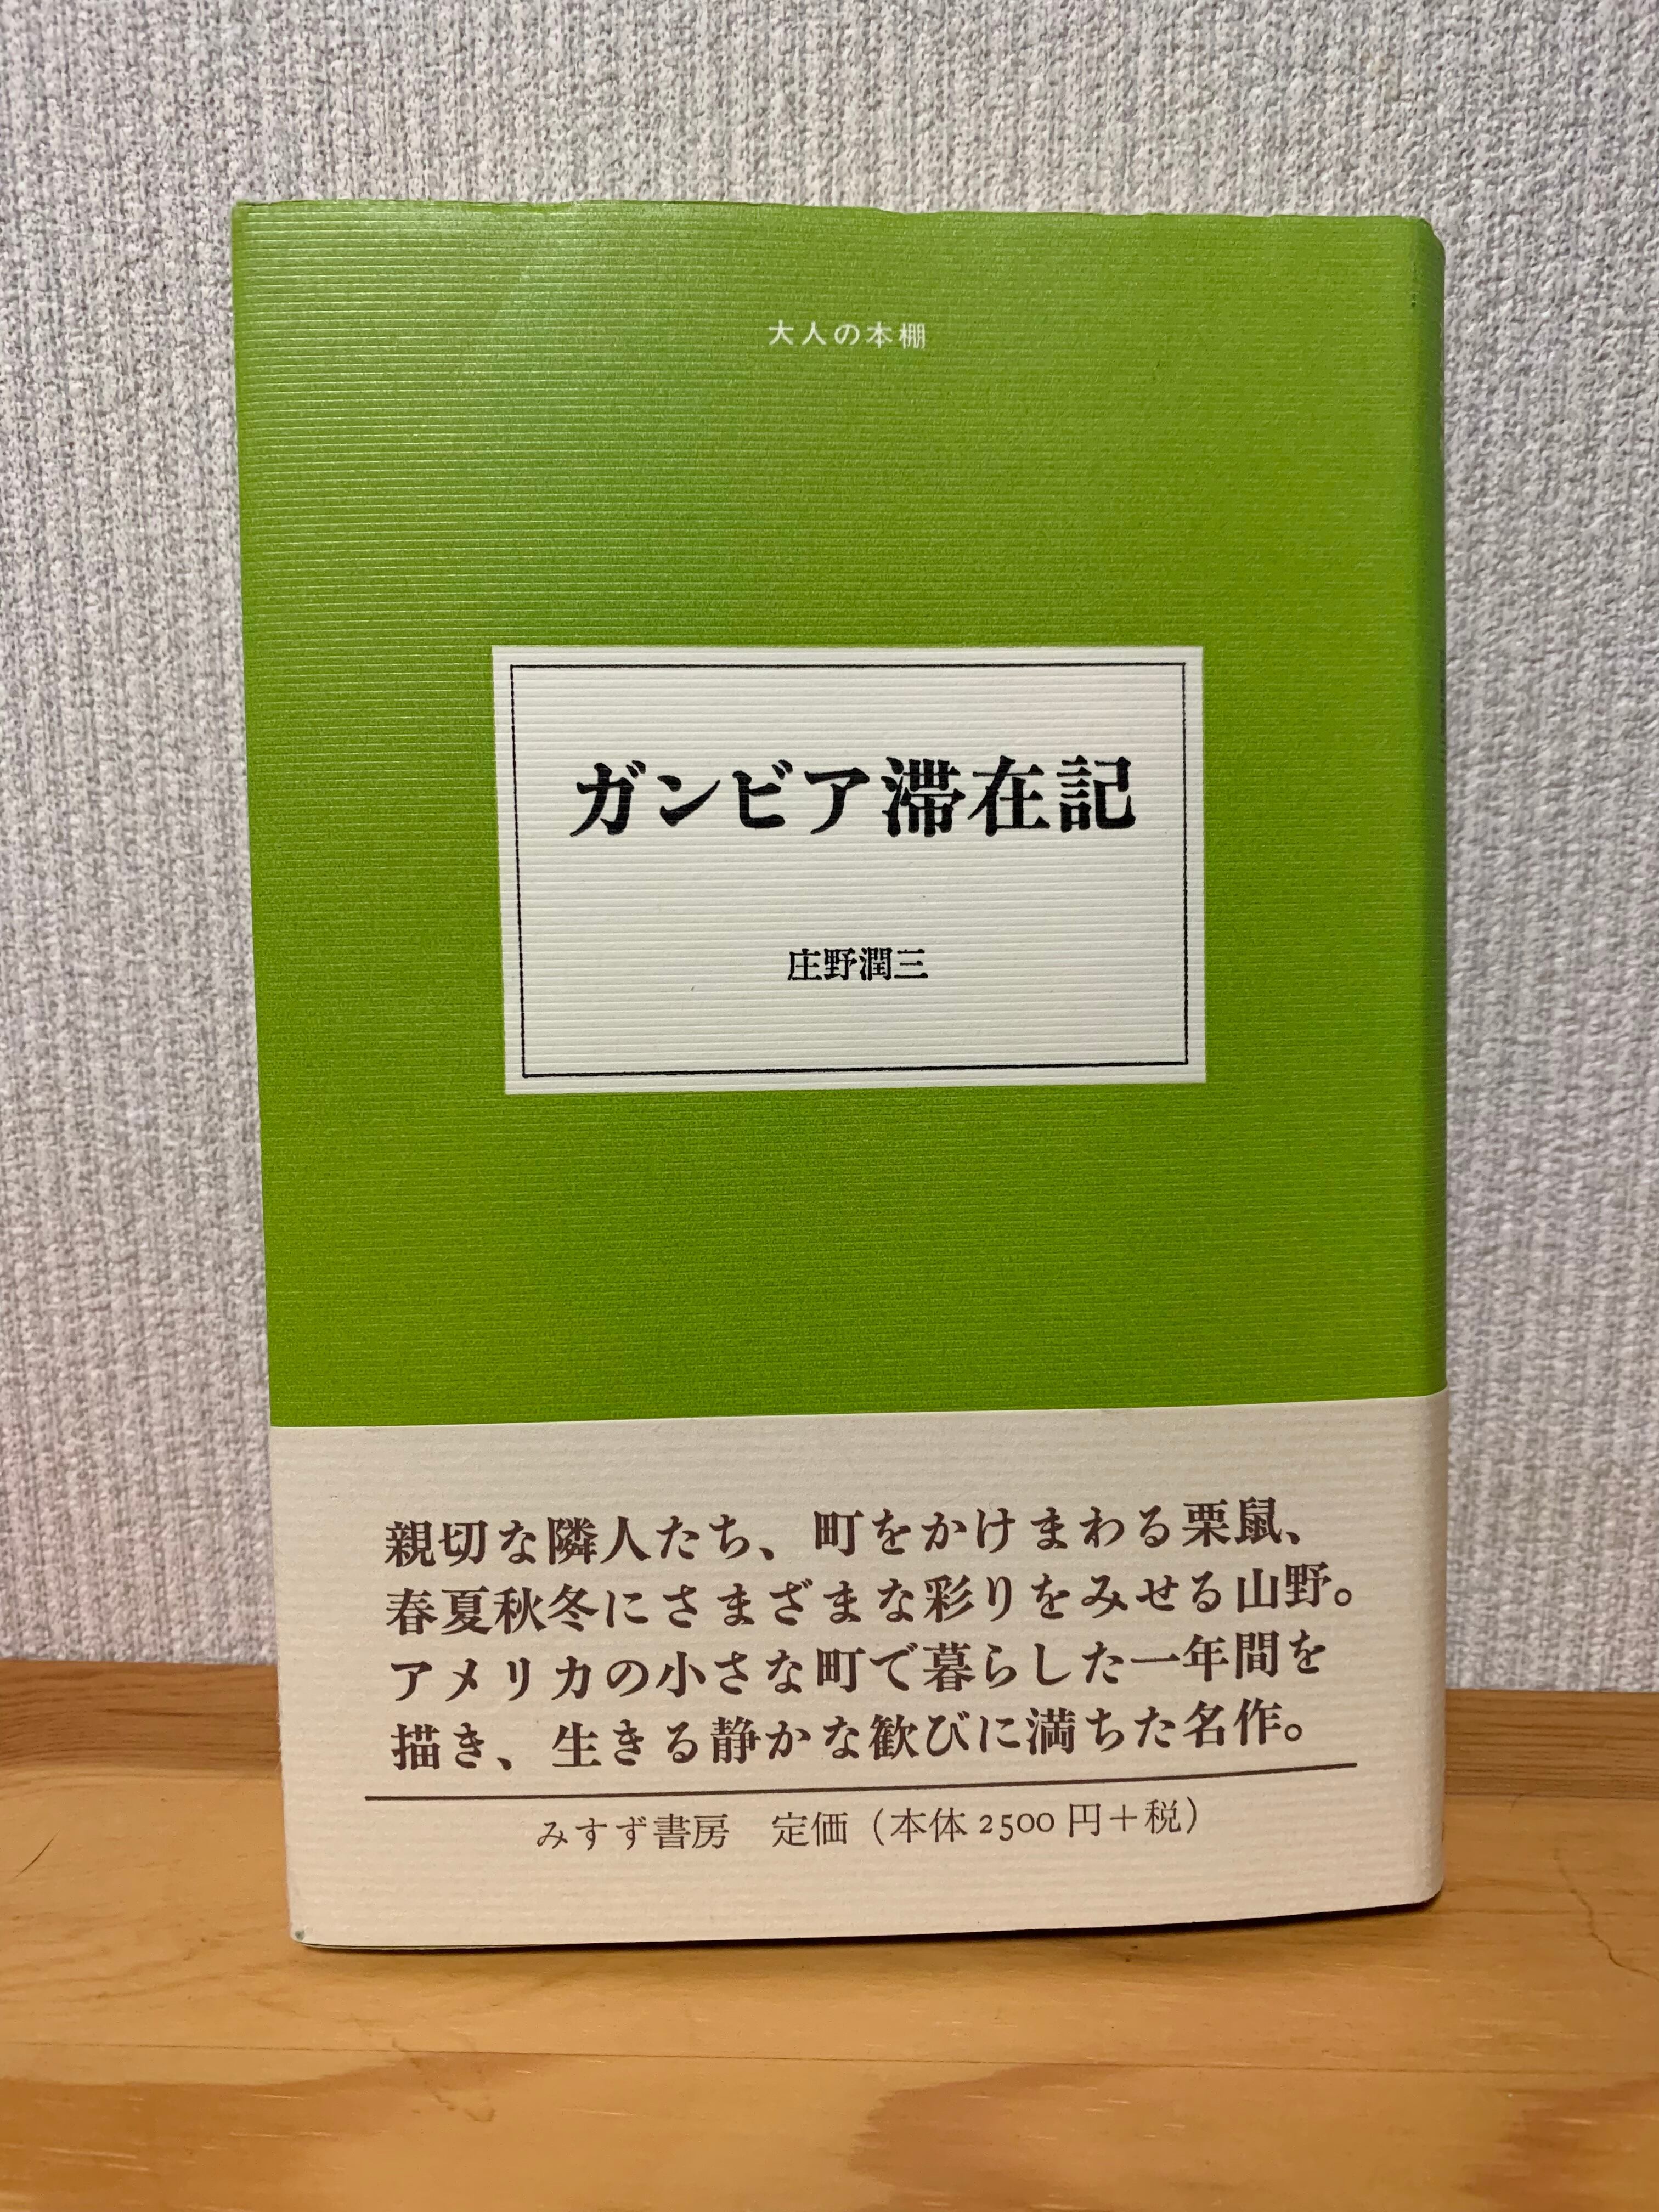 大人の本棚
ガンビア滞在記
庄野潤三
親切な隣人たち、町をかけまわる栗鼠、
春夏秋冬にさまざまな彩りをみせる山野。
アメリカの小さな町で暮らした一年間を
描き、生きる静かな歓びに満ちた名作。
みすず書房　定価（本体2500円＋税）